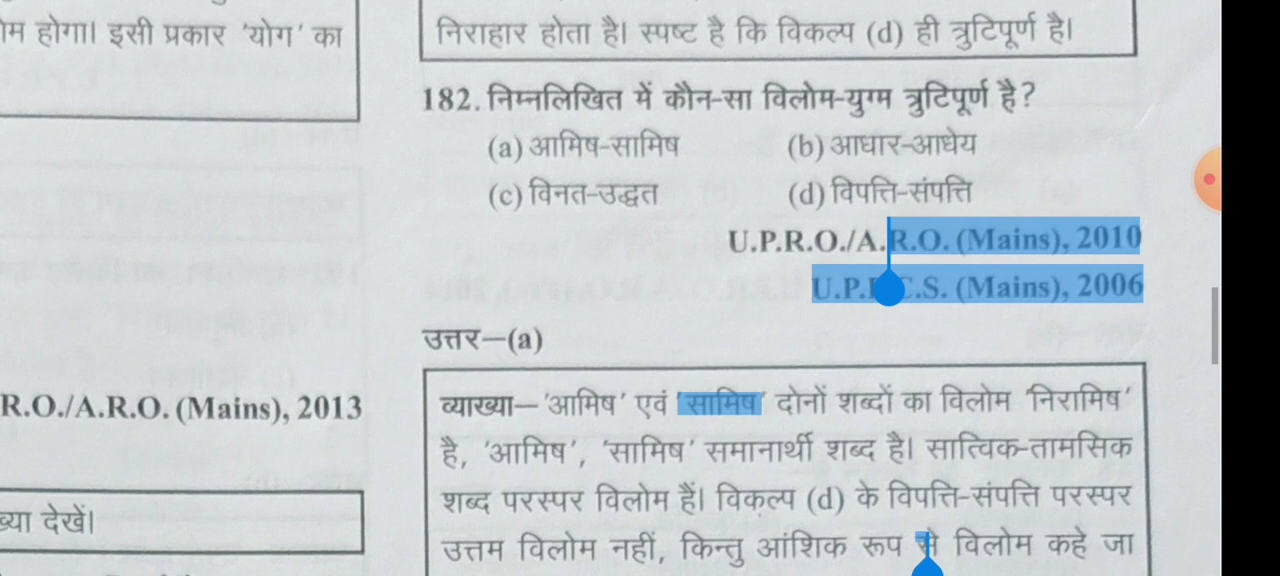 म होगा। इसी प्रकार 'योग' का
R.O./A.R.O. (Mains), 2013
देखें।
निराहार होता है। स्पष्ट है कि विकल्प (d) ही त्रुटिपूर्ण है।
182. निम्नलिखित में कौन-सा विलोम-युग्म त्रुटिपूर्ण है?
(a) आमिष-सामिष (b) आधार-आधेय
(c) विनत-उद्धत (d) विपत्ति-संपत्ति
U.P.R.O./A.R.O. (Mains), 2010
U.P.P.C.S. (Mains), 2006
उत्तर—(a)
व्याख्या—'आमिष' एवं 'सामिष' दोनों शब्दों का विलोम 'निरामिष'
है, 'आमिष', 'सामिष' समानार्थी शब्द है। सात्विक-तामसिक
शब्द परस्पर विलोम हैं। विकल्प (d) के विपत्ति-संपत्ति परस्पर
उत्तम विलोम नहीं, किन्तु आंशिक रूप से विलोम कहे जा